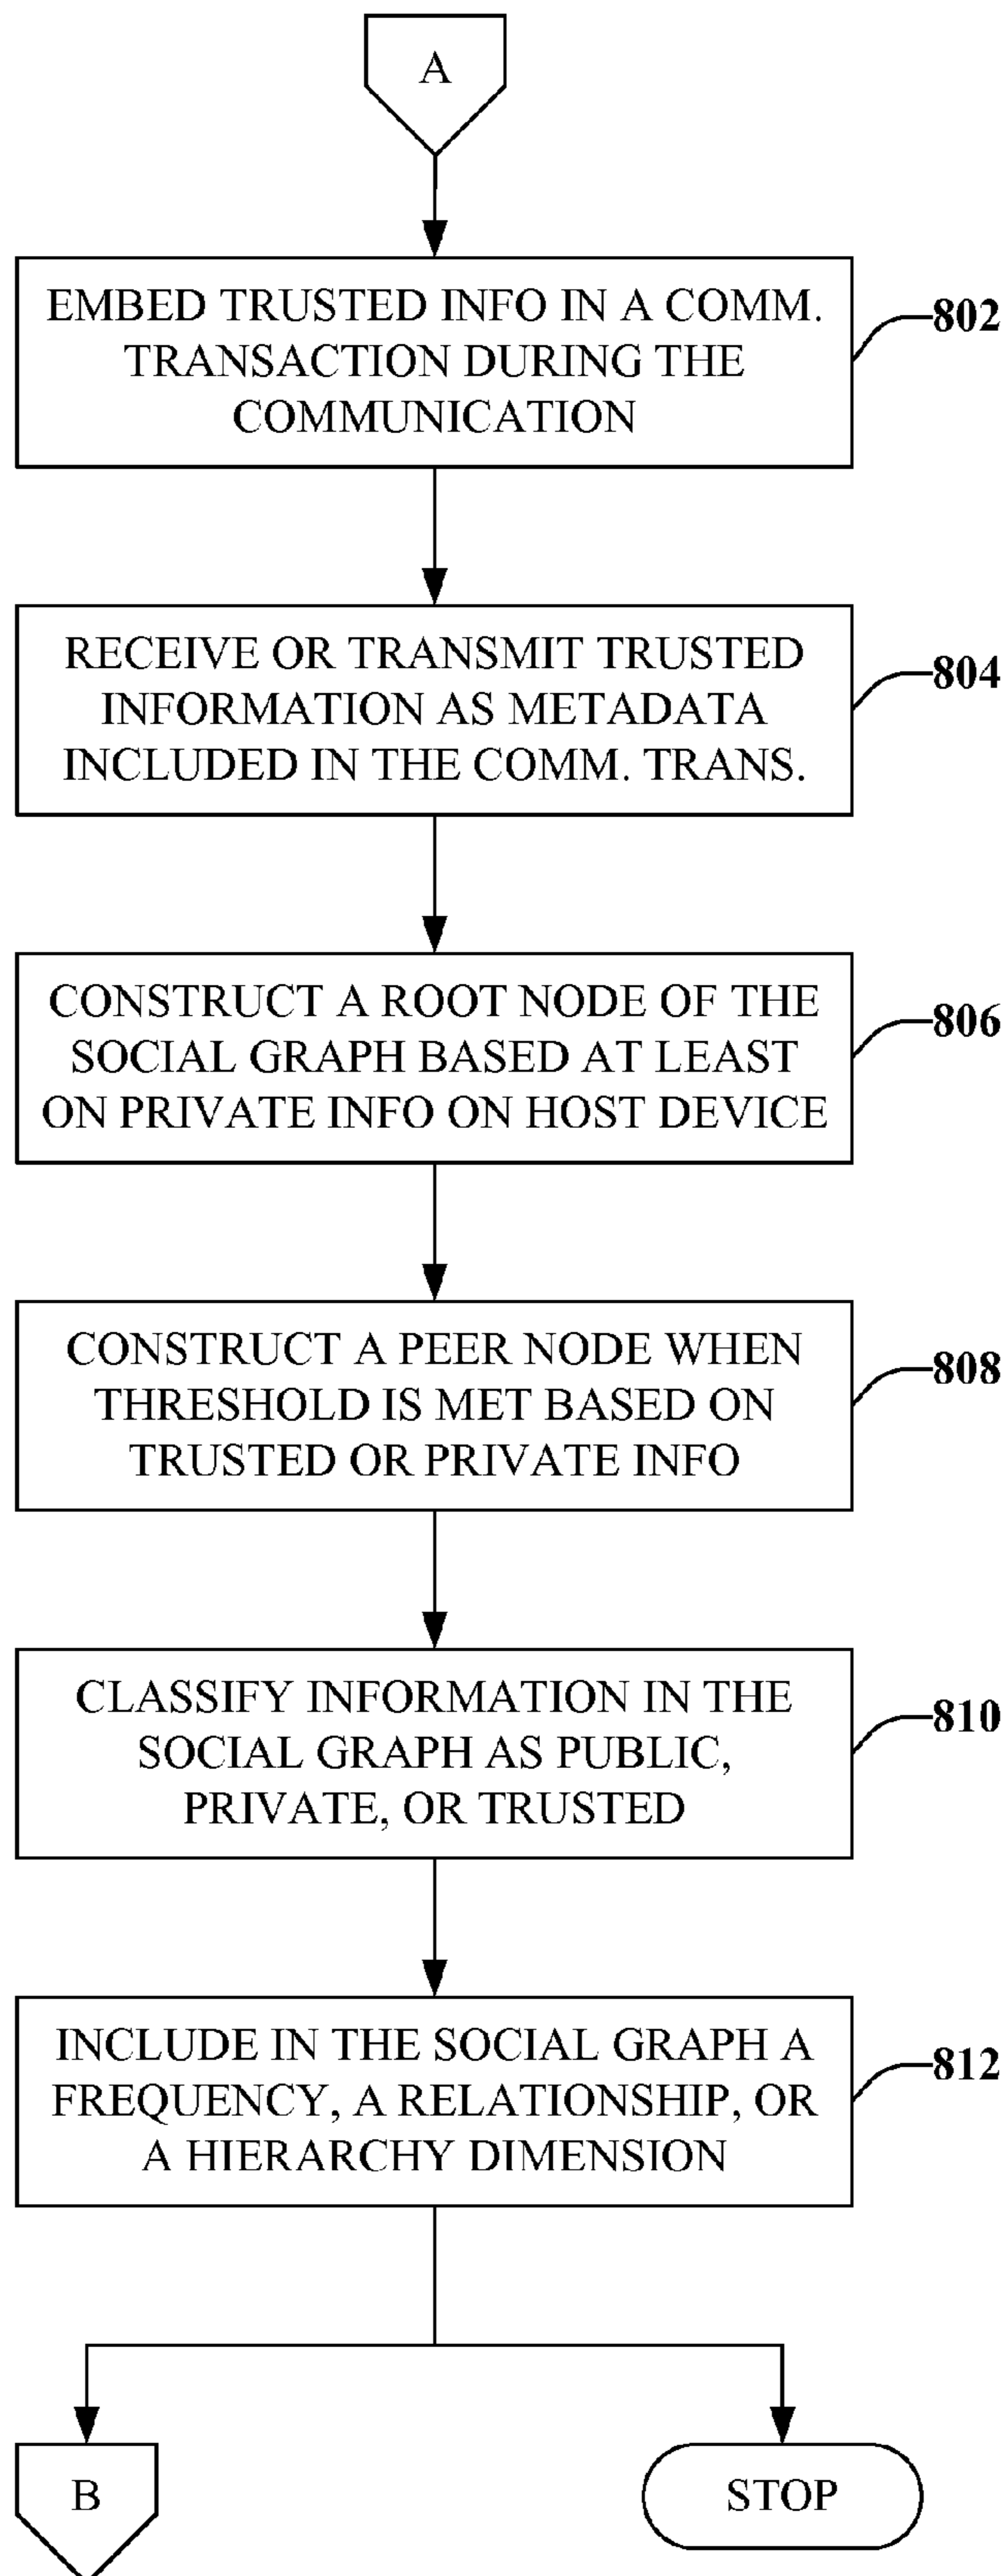 A
EMBED TRUSTED INFO IN A COMM.
TRANSACTION DURING THE
COMMUNICATION
802
RECEIVE OR TRANSMIT TRUSTED
INFORMATION AS METADATA
INCLUDED IN THE COMM. TRANS.
804
CONSTRUCT A ROOT NODE OF THE
SOCIAL GRAPH BASED AT LEAST
ON PRIVATE INFO ON HOST DEVICE
806
CONSTRUCT A PEER NODE WHEN
THRESHOLD IS MET BASED ON
TRUSTED OR PRIVATE INFO
808
CLASSIFY INFORMATION IN THE
SOCIAL GRAPH AS PUBLIC,
PRIVATE, OR TRUSTED
810
INCLUDE IN THE SOCIAL GRAPH A
FREQUENCY, A RELATIONSHIP, OR
A HIERARCHY DIMENSION
812
B
STOP